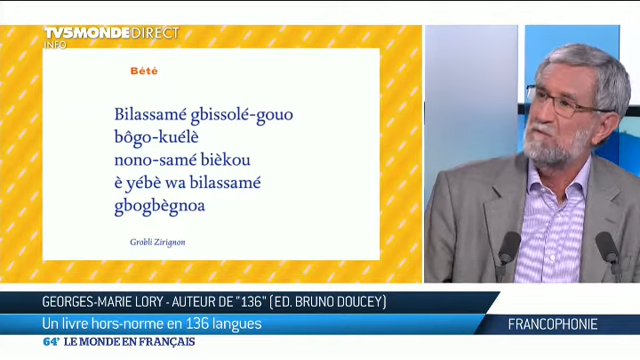 TV5MONDE DIRECT
INFO
Bété
Bilassamé gbissolé-gouo
bôgo-kuélè
nono-samé bièkou
è yébè wa bilassamé
gbogbègnoa
Grobli Zirignon
GEORGES-MARIE LORY - AUTEUR DE "136" (ED. BRUNO DOUCEY)
Un livre hors-norme en 136 langues
FRANCOPHONIE
64' LE MONDE EN FRANÇAIS